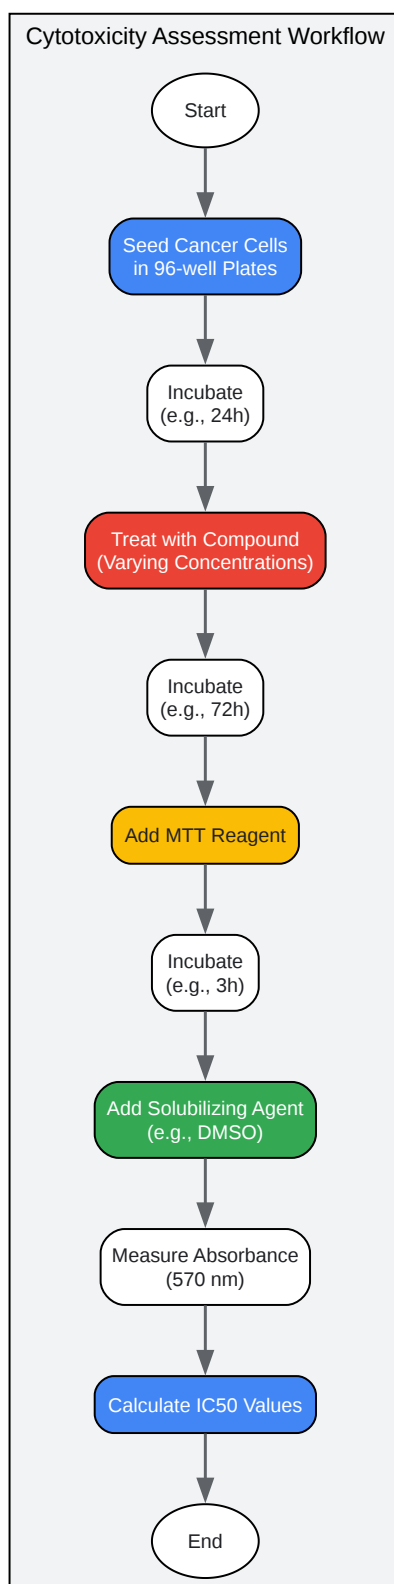 Cytotoxicity Assessment Workflow
Start
Seed Cancer Cells
in 96-well Plates
Incubate
(e.g., 24h)
Treat with Compound
(Varying Concentrations)
Incubate
(e.g., 72h)
Add MTT Reagent
Incubate
(e.g., 3h)
Add Solubilizing Agent
(e.g., DMSO)
Measure Absorbance
(570 nm)
Calculate IC50 Values
End